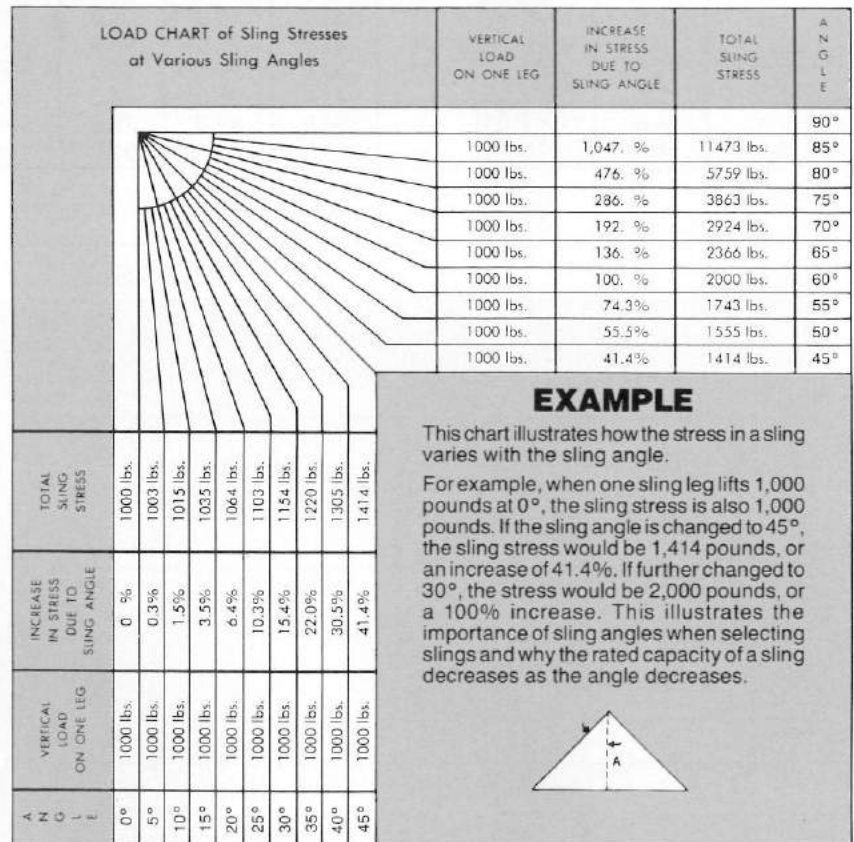 LOAD CHART of Sling Stresses
at Various Sling Angles
VERTICAL
LOAD
ON ONE LEG
INCREASE
IN STRESS
DUE TO
SLING ANGLE
TOTAL
SLING
STRESS
A
N
G
L
E
90°
1000 lbs. 1,047. % 11473 lbs. 85°
1000 lbs. 476. % 5759 lbs. 80°
1000 lbs. 286. % 3863 lbs. 75°
1000 lbs. 192. % 2924 lbs. 70°
1000 lbs. 136. % 2366 lbs. 65°
1000 lbs. 100. % 2000 lbs. 60°
1000 lbs. 74.3% 1743 lbs. 55°
1000 lbs. 55.5% 1555 lbs. 50°
1000 lbs. 41.4% 1414 lbs. 45°
EXAMPLE
This chart illustrates how the stress in a sling
varies with the sling angle.
For example, when one sling leg lifts 1,000
pounds at 0°, the sling stress is also 1,000
pounds. If the sling angle is changed to 45°,
the sling stress would be 1,414 pounds, or
an increase of 41.4%. If further changed to
30°, the stress would be 2,000 pounds, or
a 100% increase. This illustrates the
importance of sling angles when selecting
slings and why the rated capacity of a sling
decreases as the angle decreases.
A
TOTAL
SLING
STRESS
1000 lbs. 1003 lbs. 1015 lbs. 1035 lbs. 1064 lbs. 1103 lbs. 1154 lbs. 1220 lbs. 1305 lbs. 1414 lbs.
INCREASE
IN STRESS
DUE TO
SLING ANGLE
0 % 0.3% 1.5% 3.5% 6.4% 10.3% 15.4% 22.0% 30.5% 41.4%
VERTICAL
LOAD
ON ONE LEG
1000 lbs. 1000 lbs. 1000 lbs. 1000 lbs. 1000 lbs. 1000 lbs. 1000 lbs. 1000 lbs. 1000 lbs. 1000 lbs.
A
N
G
L
E
0° 5° 10° 15° 20° 25° 30° 35° 40° 45°